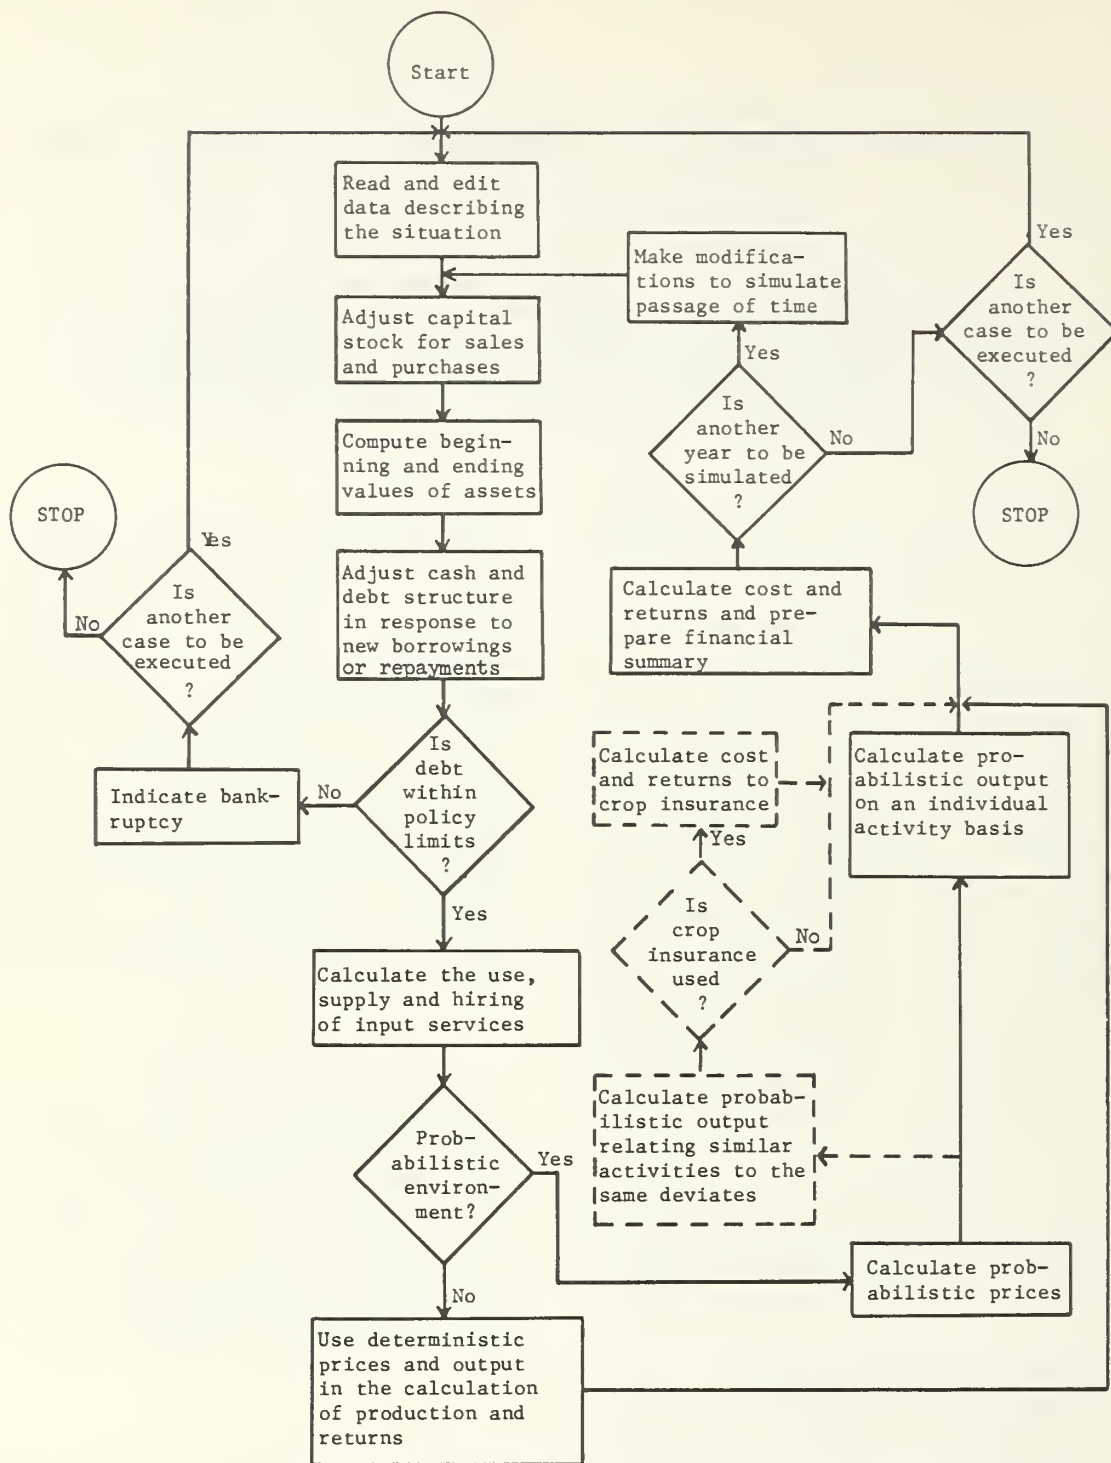 Start
Read and edit
data describing
the situation
Adjust capital
stock for sales
and purchases
Compute begin-
ning and ending
values of assets
Adjust cash and
debt structure
in response to
new borrowings
or repayments
Is
debt
within
policy
limits
?
No
Indicate bank-
ruptcy
Is
another
case to be
executed
?
No
STOP
Yes
Yes
Calculate the use,
supply and hiring
of input services
Prob-
abilistic
environ-
ment?
No
Use deterministic
prices and output
in the calculation
of production and
returns
Yes
Calculate prob-
abilistic prices
Calculate probab-
ilistic output
relating similar
activities to the
same deviates
Is
crop
insurance
used
?
No
Yes
Calculate cost
and returns to
crop insurance
Calculate pro-
abilistic output
on an individual
activity basis
Calculate cost and
returns and pre-
pare financial
summary
Is
another
year to be
simulated
?
Yes
Make modifica-
tions to simulate
passage of time
No
Is
another
case to be
executed
?
Yes
No
STOP